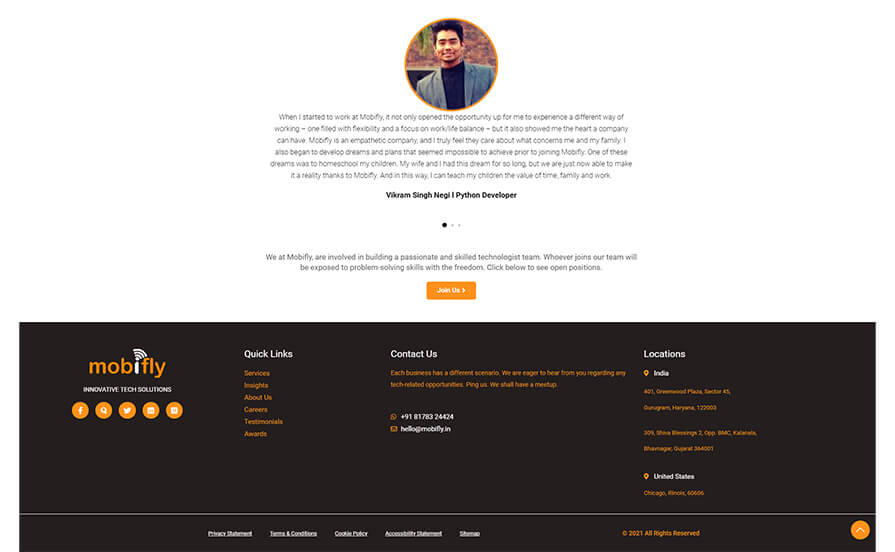 When I started to work at Mobifly, it not only opened the opportunity up for me to experience a different way of
working – one filled with flexibility and a focus on work/life balance – but it also showed me the heart a company
can have. Mobifly is an empathetic company, and I truly feel they care about what concerns me and my family. I
also began to develop dreams and plans that seemed impossible to achieve prior to joining Mobifly. One of these
dreams was to homeschool my children. My wife and I had this dream for so long, but we are just now able to make
it a reality thanks to Mobifly. And in this way, I can teach my children the value of time, family and work.
Vikram Singh Negi l Python Developer
We at Mobifly, are involved in building a passionate and skilled technologist team. Whoever joins our team will
be exposed to problem-solving skills with the freedom. Click below to see open positions.
Join Us
mobifly
INNOVATIVE TECH SOLUTIONS
Quick Links
Services
Insights
About Us
Careers
Testimonials
Awards
Contact Us
Each business has a different scenario. We are eager to hear from you regarding any
tech-related opportunities. Ping us. We shall have a meetup.
+91 81783 24424
hello@mobifly.in
Locations
India
401, Greenwood Plaza, Sector 45,
Gurugram, Haryana, 122003
309, Shiva Blessings 2, Opp. BMC, Kalanala,
Bhavnagar, Gujarat 364001
United States
Chicago, Illinois, 60606
Privacy Statement
Terms & Conditions
Cookie Policy
Accessibility Statement
Sitemap
© 2021 All Rights Reserved